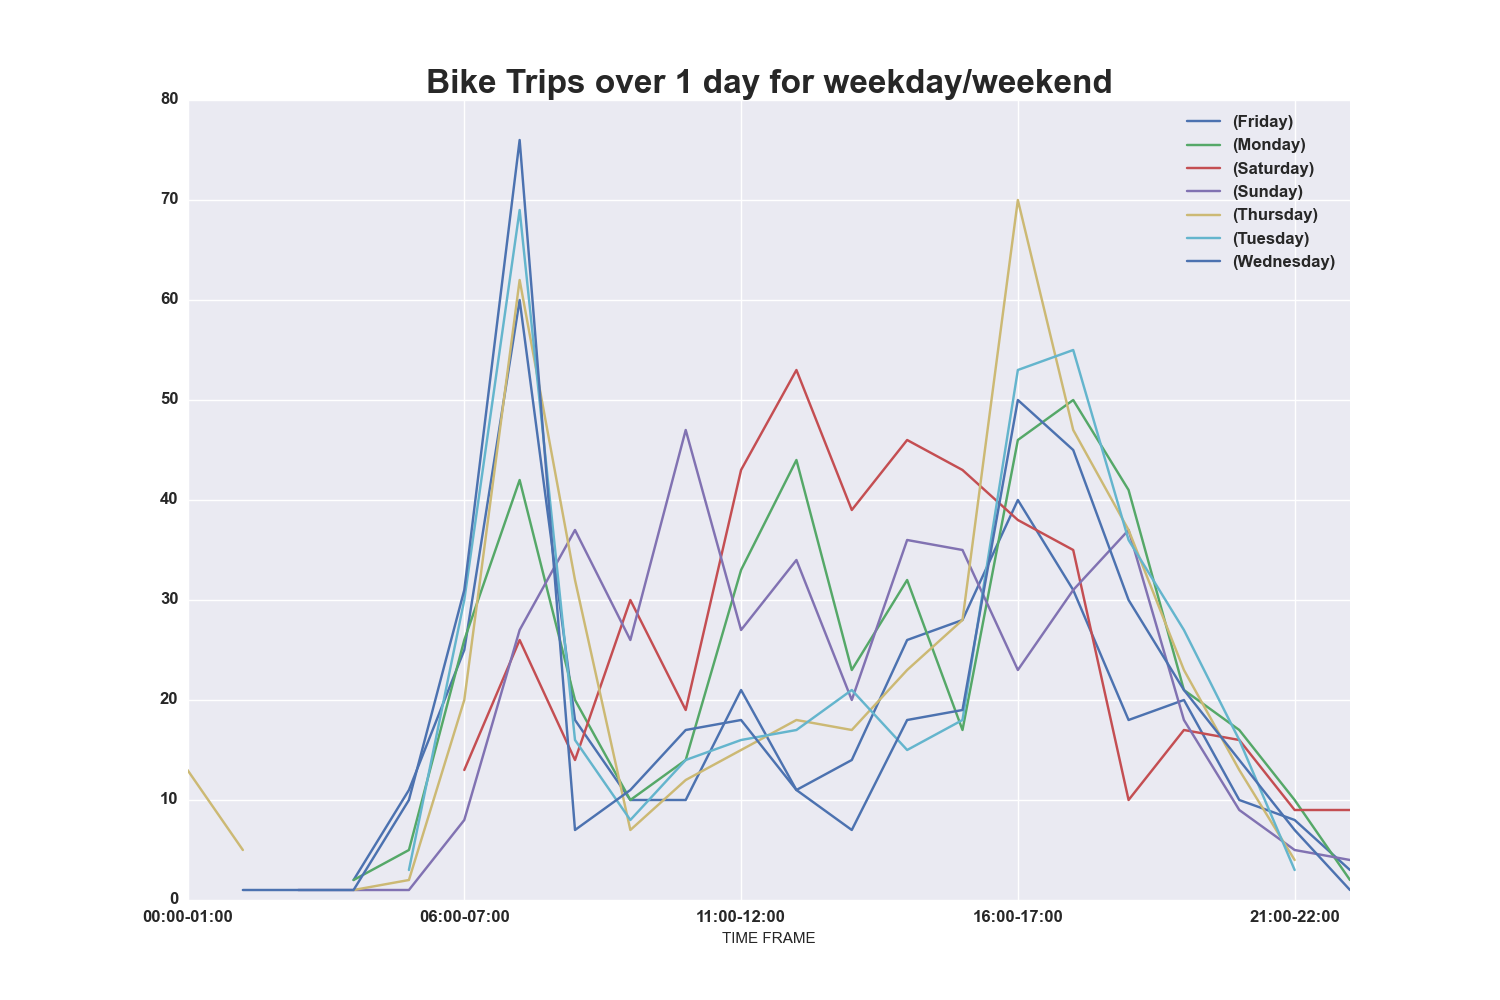 Bike Trips over 1 day for weekday/weekend
80
70
60
50
40
30
20
10
0
(Friday)
(Monday)
(Saturday)
(Sunday)
(Thursday)
(Tuesday)
(Wednesday)
00:00-01:00 06:00-07:00 11:00-12:00 16:00-17:00 21:00-22:00
TIME FRAME